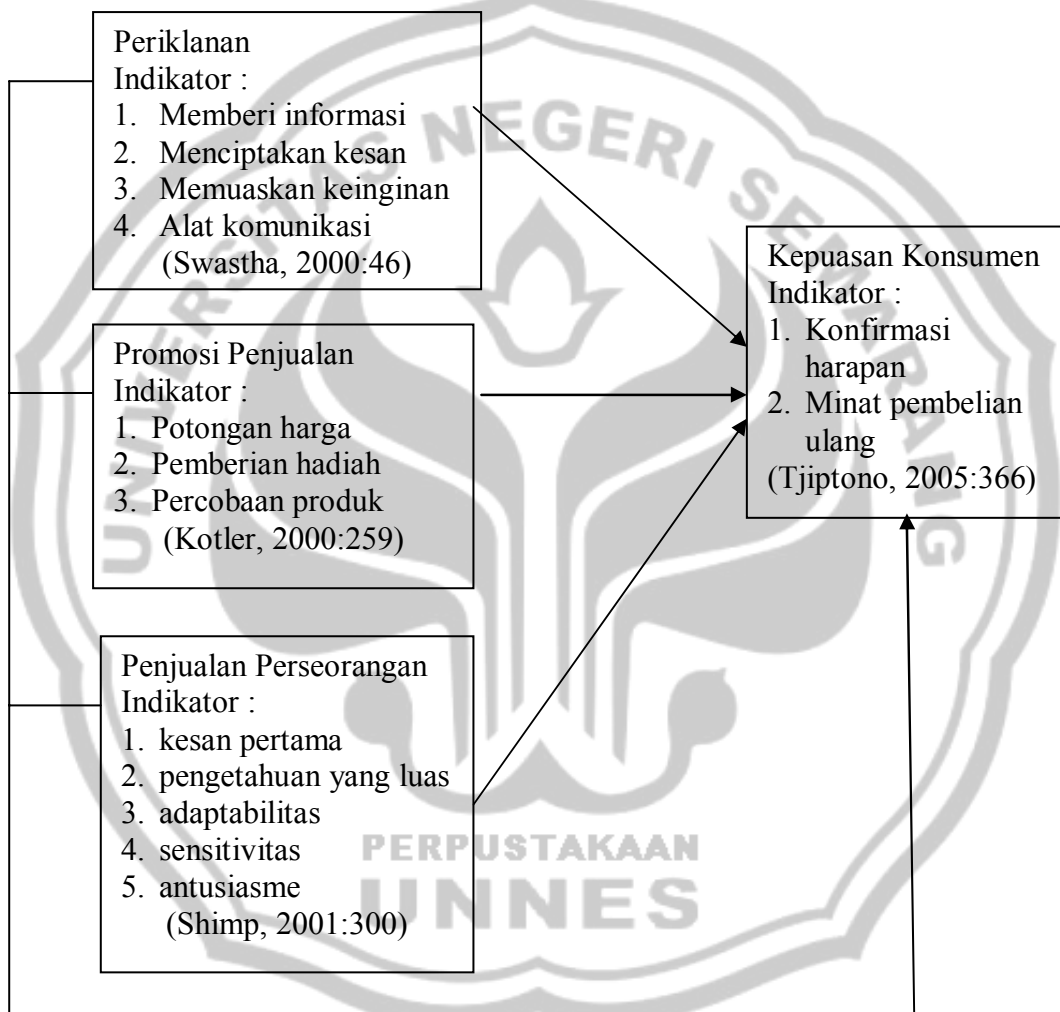 Periklanan
Indikator :
1. Memberi informasi
2. Menciptakan kesan
3. Memuaskan keinginan
4. Alat komunikasi
(Swastha, 2000:46)
Promosi Penjualan
Indikator :
1. Potongan harga
2. Pemberian hadiah
3. Percobaan produk
(Kotler, 2000:259)
Penjualan Perseorangan
Indikator :
1. kesan pertama
2. pengetahuan yang luas
3. adaptabilitas
4. sensitivitas
5. antusiasme
(Shimp, 2001:300)
Kepuasan Konsumen
Indikator :
1. Konfirmasi
harapan
2. Minat pembelian
ulang
(Tjiptono, 2005:366)
UNIVERSITAS NEGERI SEMARANG
PERPUSTAKAAN
UNNES